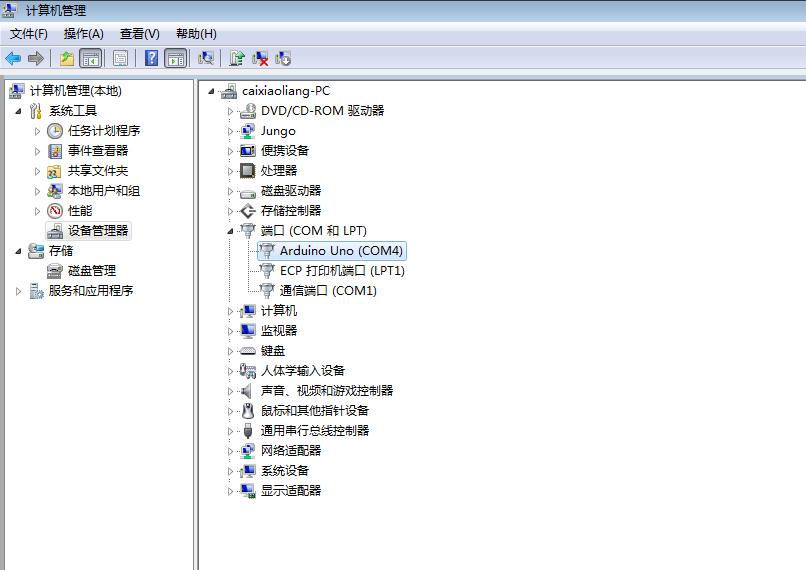 计算机管理
文件(F) 操作(A) 查看(V) 帮助(H)
计算机管理(本地)
系统工具
任务计划程序
事件查看器
共享文件夹
本地用户和组
性能
设备管理器
存储
磁盘管理
服务和应用程序
caixiaoliang-PC
DVD/CD-ROM 驱动器
Jungo
便携设备
处理器
磁盘驱动器
存储控制器
端口 (COM 和 LPT)
Arduino Uno (COM4)
ECP 打印机端口 (LPT1)
通信端口 (COM1)
计算机
监视器
键盘
人体学输入设备
声音、视频和游戏控制器
鼠标和其他指针设备
通用串行总线控制器
网络适配器
系统设备
显示适配器